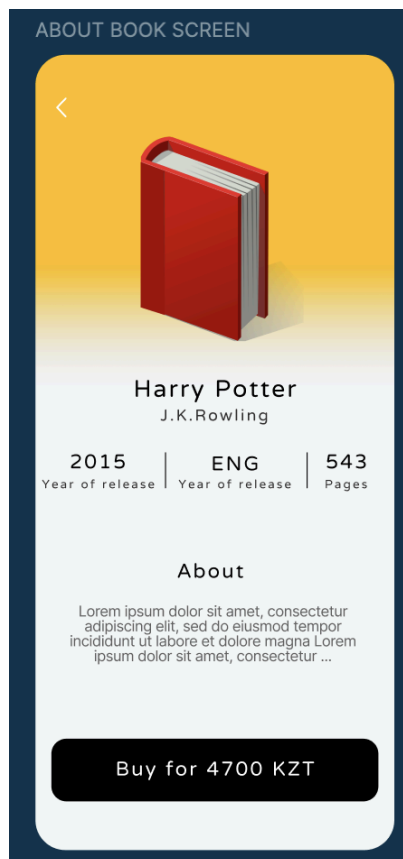 ABOUT BOOK SCREEN
Harry Potter
J.K.Rowling
2015 ENG 543
Year of release Year of release Pages
About
Lorem ipsum dolor sit amet, consectetur
adipiscing elit, sed do eiusmod tempor
incididunt ut labore et dolore magna Lorem
ipsum dolor sit amet, consectetur ...
Buy for 4700 KZT